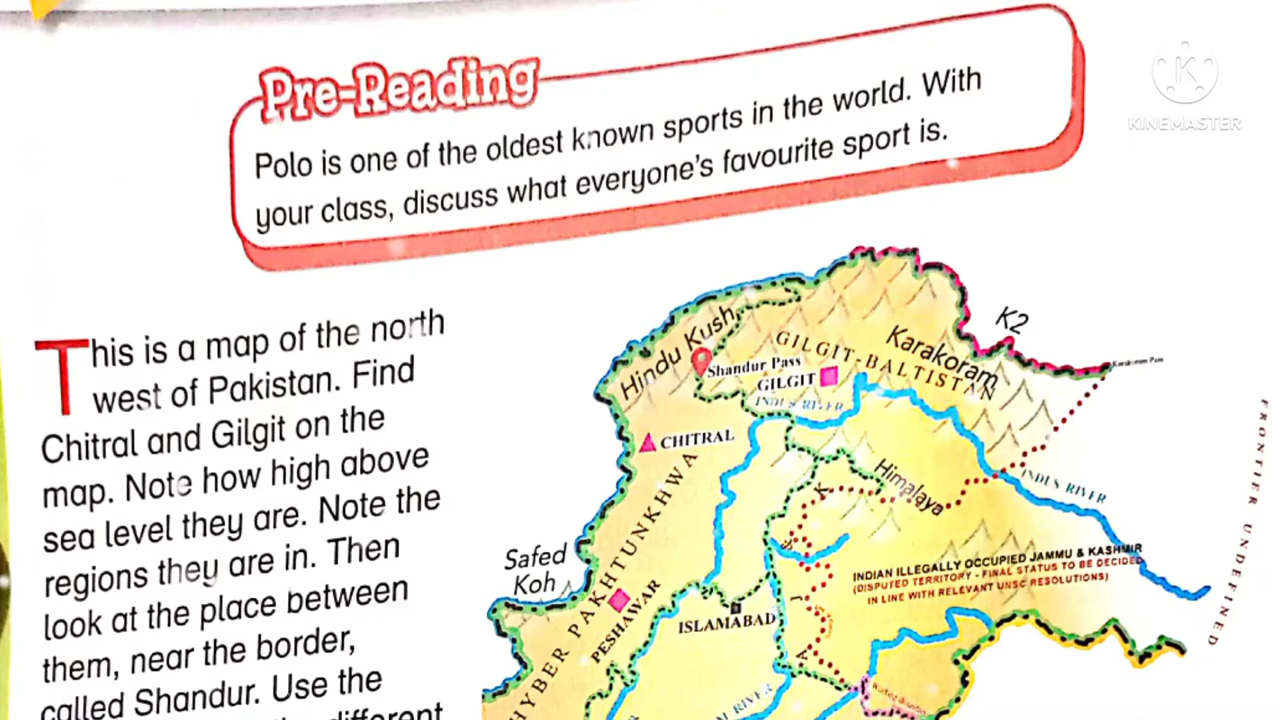 Pre-Reading
Polo is one of the oldest known sports in the world. With
your class, discuss what everyone's favourite sport is.
KINEMASTER
This is a map of the north
west of Pakistan. Find
Chitral and Gilgit on the
map. Note how high above
sea level they are. Note the
regions they are in. Then
look at the place between
them, near the border,
called Shandur. Use the
different
K2
Karakoram Pass
Hindu Kush
Karakoram
GILGIT-BALTISTAN
Shandur Pass
GILGIT
INDUS RIVER
CHITRAL
Himalaya
INDUS RIVER
FRONTIER UNDEFINED
Safed
Koh
KHYBER PAKHTUNKHWA
PESHAWAR
ISLAMABAD
INDIAN ILLEGALLY OCCUPIED JAMMU & KASHMIR
(DISPUTED TERRITORY - FINAL STATUS TO BE DECIDED
IN LINE WITH RELEVANT UNSC RESOLUTIONS)
RIVER